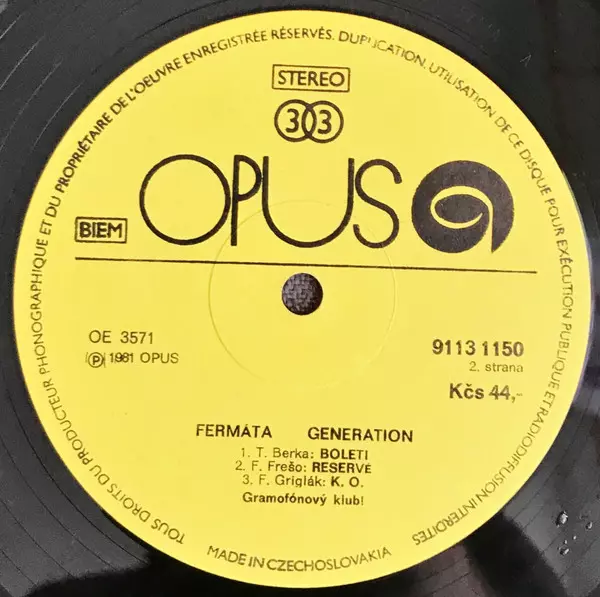 TOUS DROITS DU PRODUCTEUR PHONOGRAPHIQUE ET DU PROPRIÉTAIRE DE L'OEUVRE ENREGISTRÉE RÉSERVÉS. DUPLICATION, UTILISATION DE CE DISQUE POUR EXÉCUTION PUBLIQUE ET RADIODIFFUSION INTERDITES
STEREO
33
OPUS
BIEM
OE 3571
Ⓟ 1981 OPUS
9113 1150
2. strana
Kčs 44,-
FERMÁTA GENERATION
1. T. Berka: BOLETI
2. F. Frešo: RESERVÉ
3. F. Griglák: K. O.
Gramofónový klub!
MADE IN CZECHOSLOVAKIA